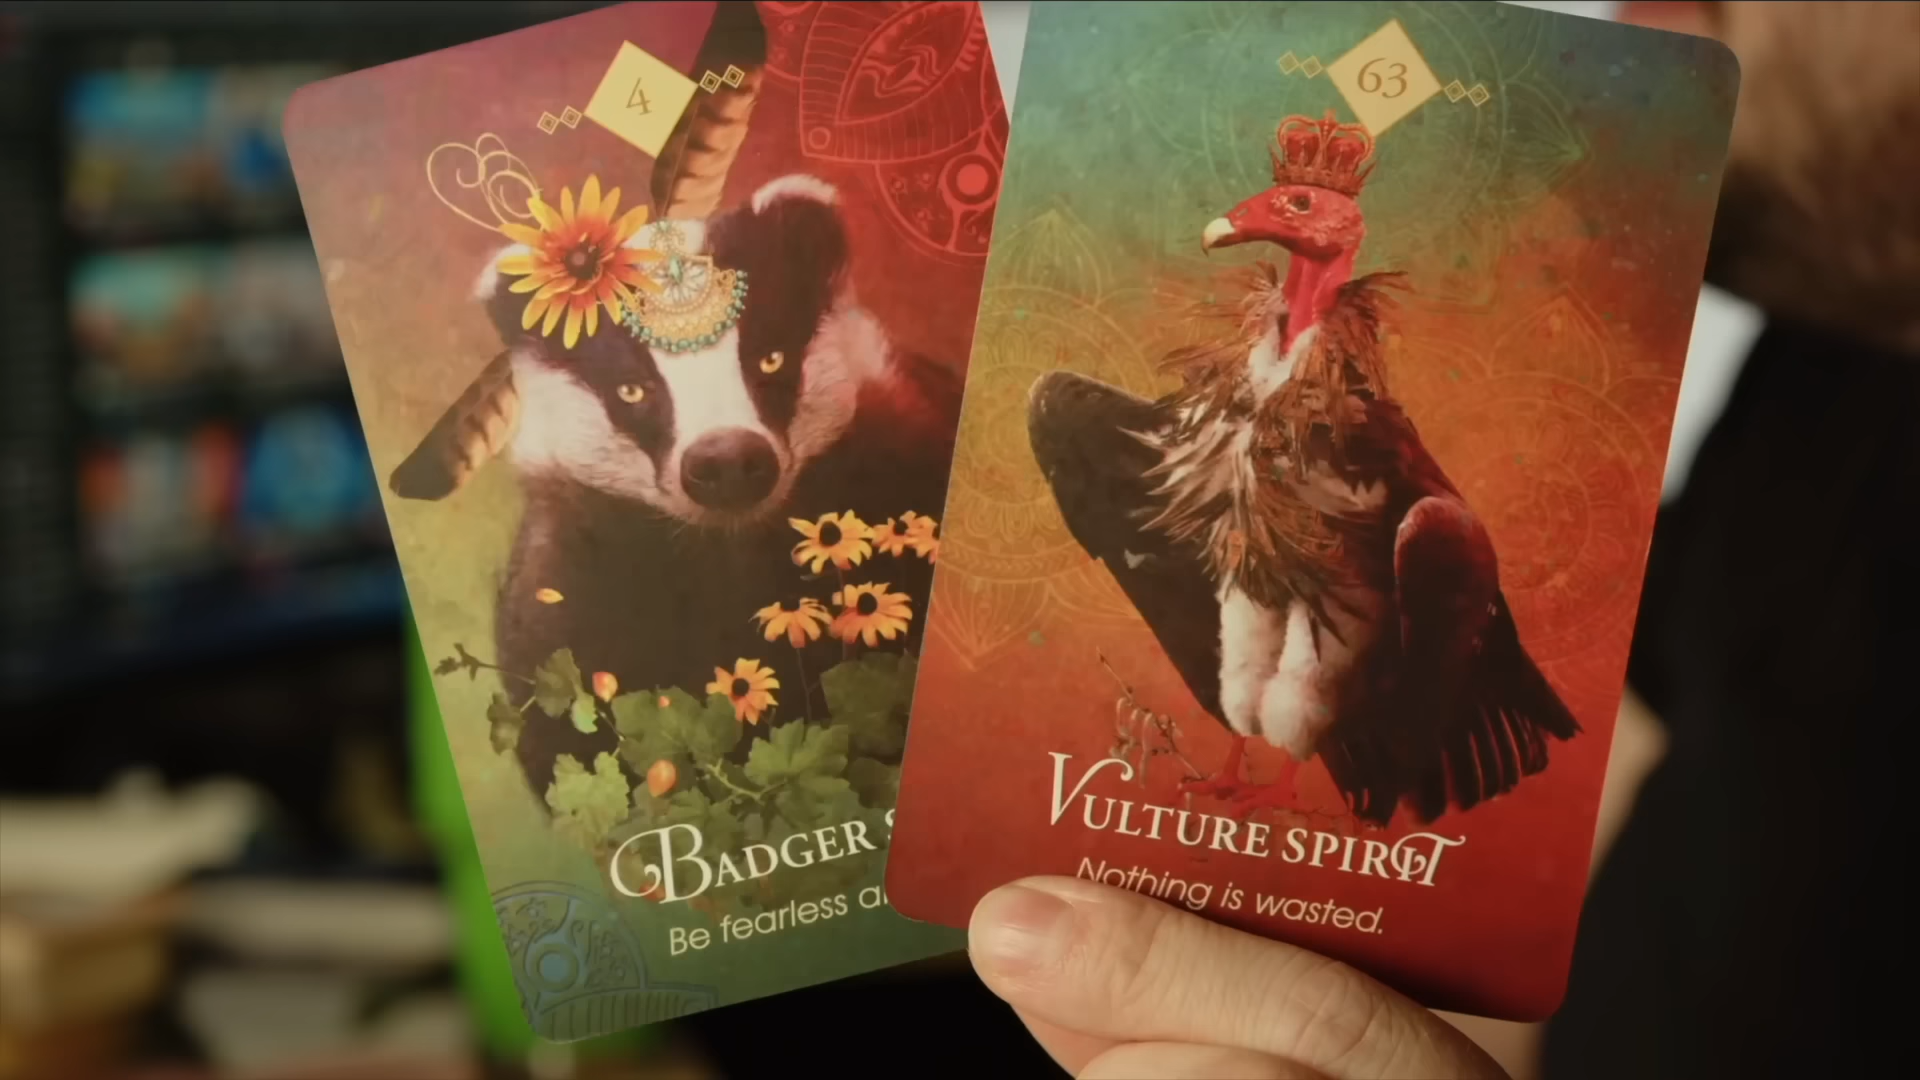 4
BADGER
Be fearless
63
VULTURE SPIRIT
Nothing is wasted.